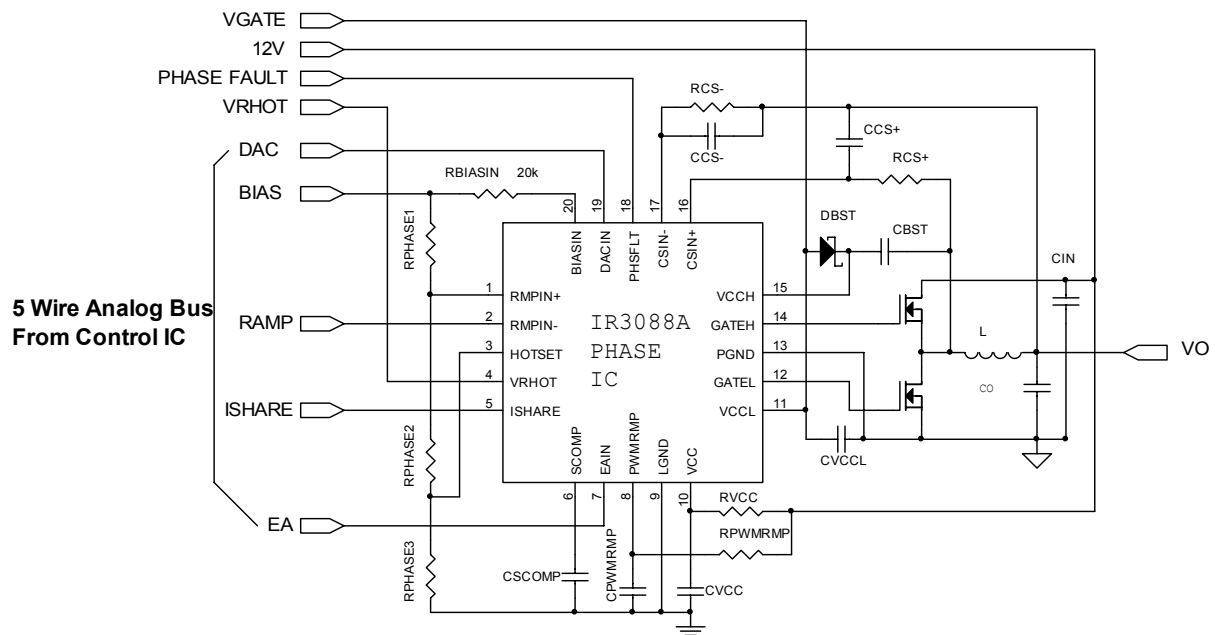 VGATE
12V
PHASE FAULT
VRHOT
DAC
BIAS
5 Wire Analog Bus
From Control IC
RAMP
ISHARE
EA
RBIASIN 20k
RPHASE1
RPHASE2
RPHASE3
RCS-
CCS-
CCS+
RCS+
DBST
CBST
CIN
20
19
18
17
16
BIASIN
DACIN
PHSFLT
CSIN-
CSIN+
1
RMPIN+
2
RMPIN-
3
HOTSET
4
VRHOT
5
ISHARE
IR3088A
PHASE
IC
VCCH
15
GATEH
14
PGND
13
GATEL
12
VCCL
11
SCOMP
EAIN
PWMRMP
LGND
VCC
6
7
8
9
10
L
CO
VO
CVCCL
RVCC
RPWMRMP
CSCOMP
CPWMRMP
CVCC